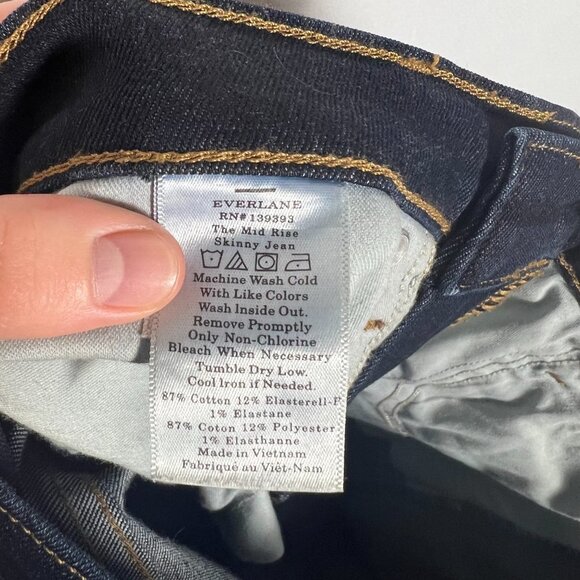 EVERLANE
RN# 139393
The Mid Rise
Skinny Jean
Machine Wash Cold
With Like Colors
Wash Inside Out.
Remove Promptly
Only Non-Chlorine
Bleach When Necessary
Tumble Dry Low.
Cool Iron if Needed.
87% Cotton 12% Elasterell-P
1% Elastane
87% Coton 12% Polyester
1% Elasthanne
Made in Vietnam
Fabriqué au Viêt-Nam